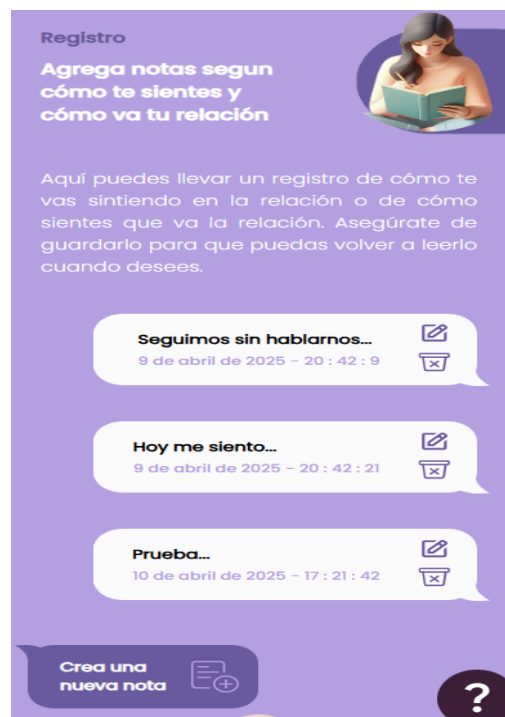 Registro
Agrega notas segun
cómo te sientes y
cómo va tu relación
Aquí puedes llevar un registro de cómo te
vas sintiendo en la relación o de cómo
sientes que va la relación. Asegúrate de
guardarlo para que puedas volver a leerlo
cuando desees.
Seguimos sin hablarnos...
9 de abril de 2025 - 20 : 42 : 9
Hoy me siento...
9 de abril de 2025 - 20 : 42 : 21
Prueba...
10 de abril de 2025 - 17 : 21 : 42
Crea una
nueva nota
?